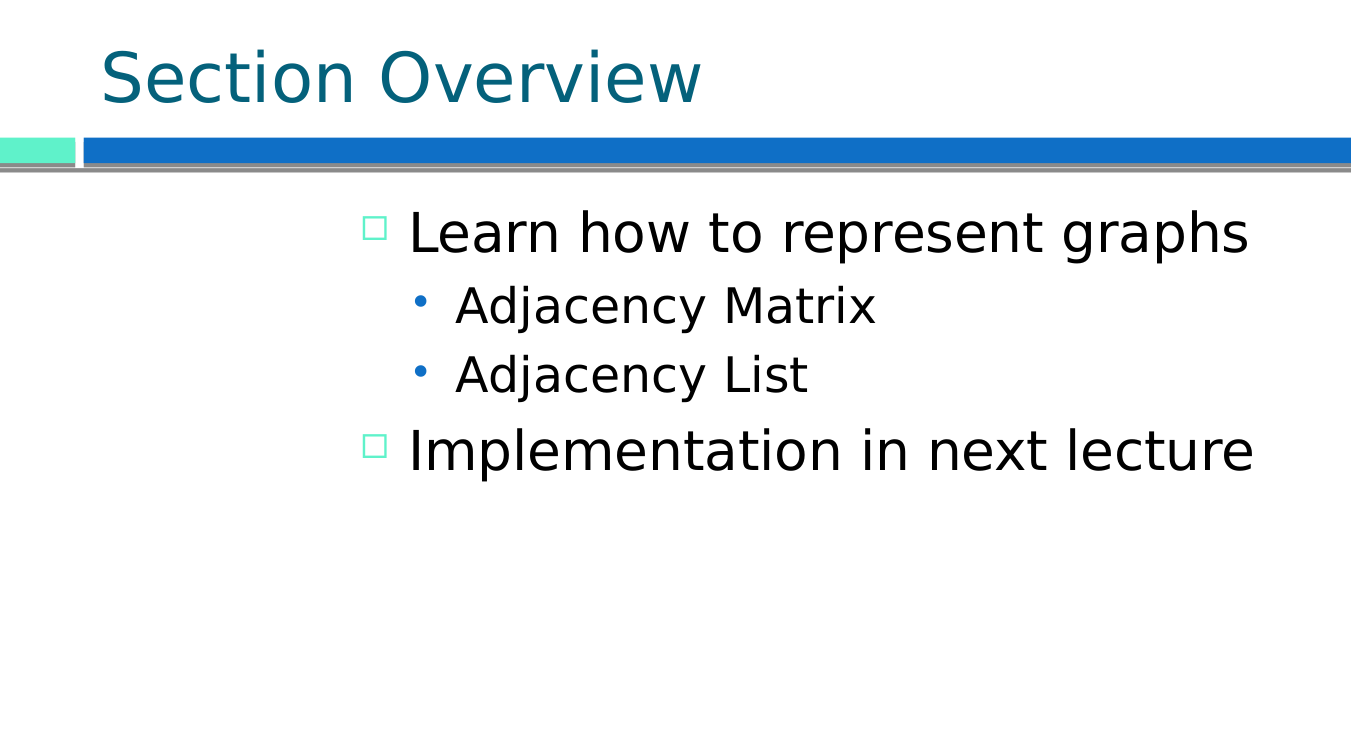 Section Overview
Learn how to represent graphs
Adjacency Matrix
Adjacency List
Implementation in next lecture